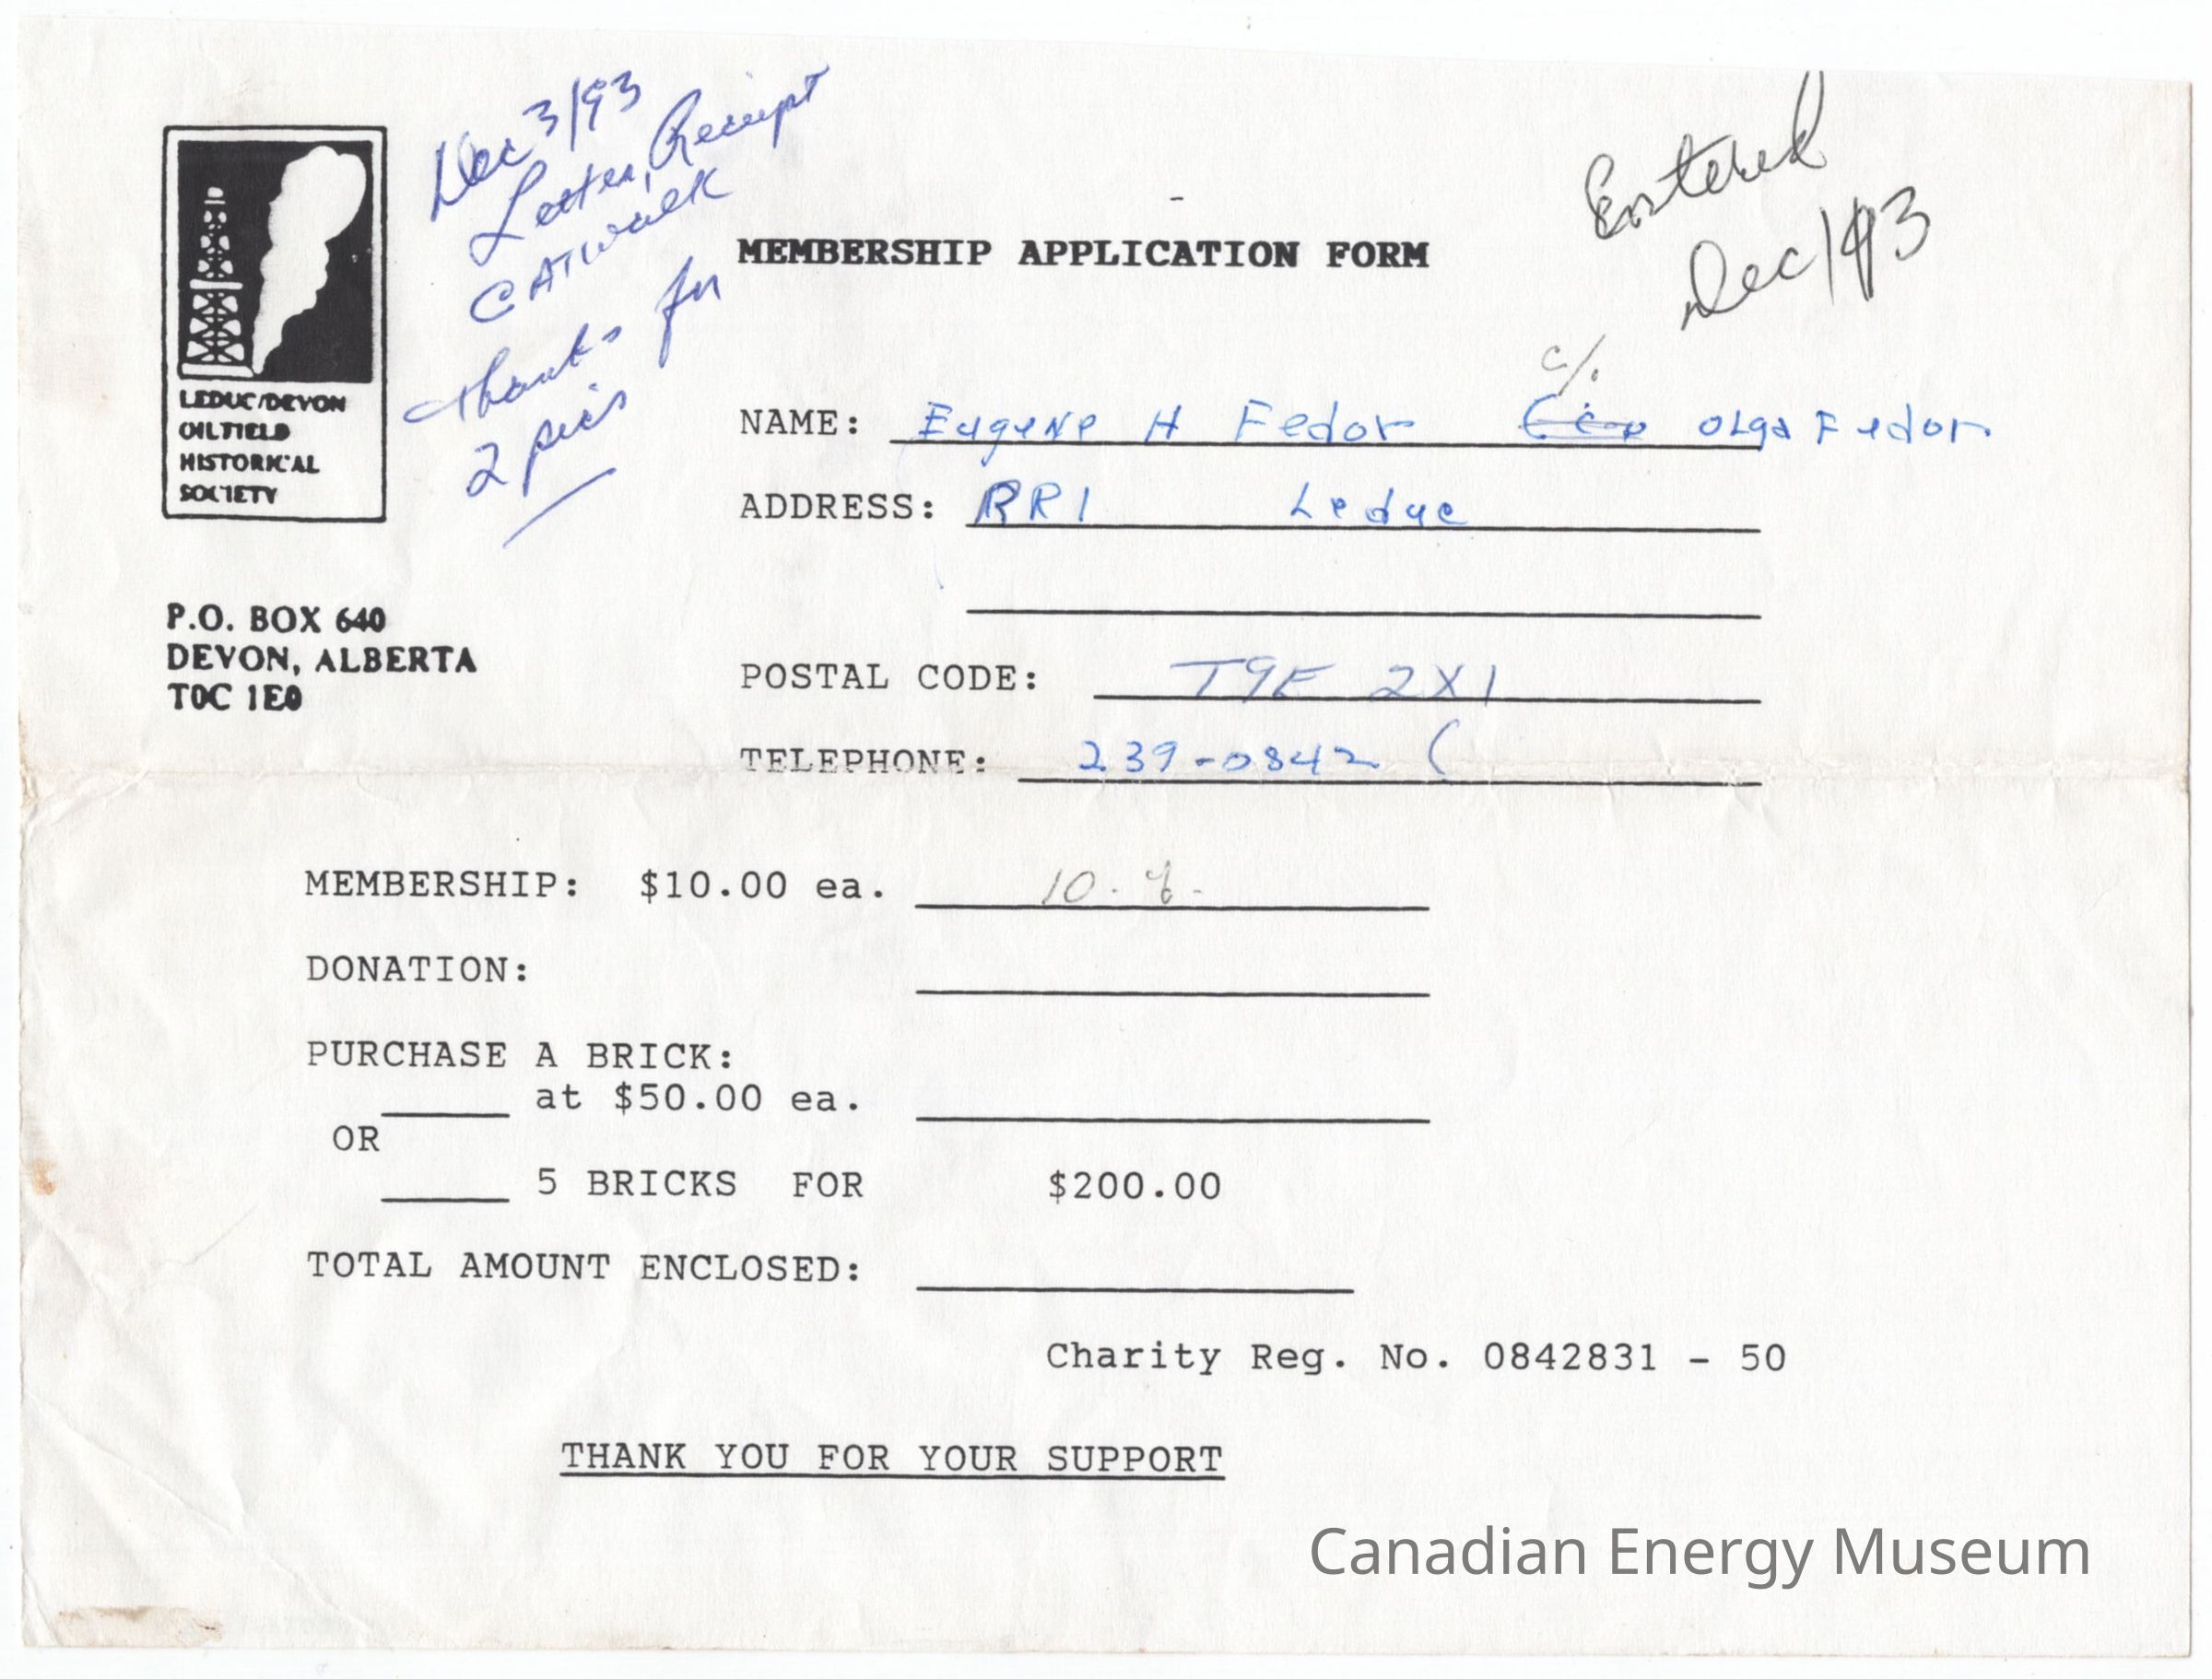 Dec 3/93
Letter, Receipt
CATwalk
thanks for
2 pics
Entered
Dec/93
LEDUC/DEVON
OILFIELD
HISTORICAL
SOCIETY
P.O. BOX 640
DEVON, ALBERTA
T0C 1E0
MEMBERSHIP APPLICATION FORM
c/.
NAME: Eugene H Fedor Olga Fedor
ADDRESS: RR1 Leduc
POSTAL CODE: T9E 2X1
TELEPHONE: 239-0842 (
MEMBERSHIP: $10.00 ea. 10.
DONATION:
PURCHASE A BRICK:
at $50.00 ea.
OR
5 BRICKS FOR $200.00
TOTAL AMOUNT ENCLOSED:
Charity Reg. No. 0842831 - 50
THANK YOU FOR YOUR SUPPORT
Canadian Energy Museum